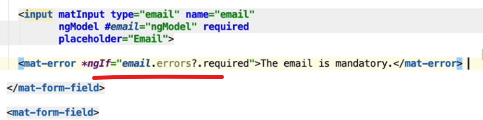 <input matInput type="email" name="email"
ngModel #email="ngModel" required
placeholder="Email">
<mat-error *ngIf="email.errors?.required">The email is mandatory.</mat-error>
</mat-form-field>
<mat-form-field>